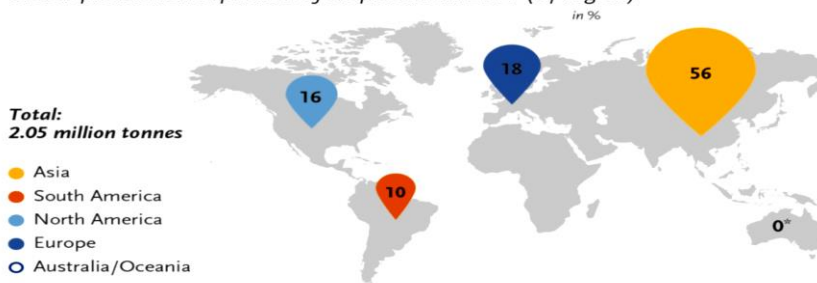 in %
18
56
16
Total:
2.05 million tonnes
10
Asia
South America
North America
0*
Europe
Australia/Oceania